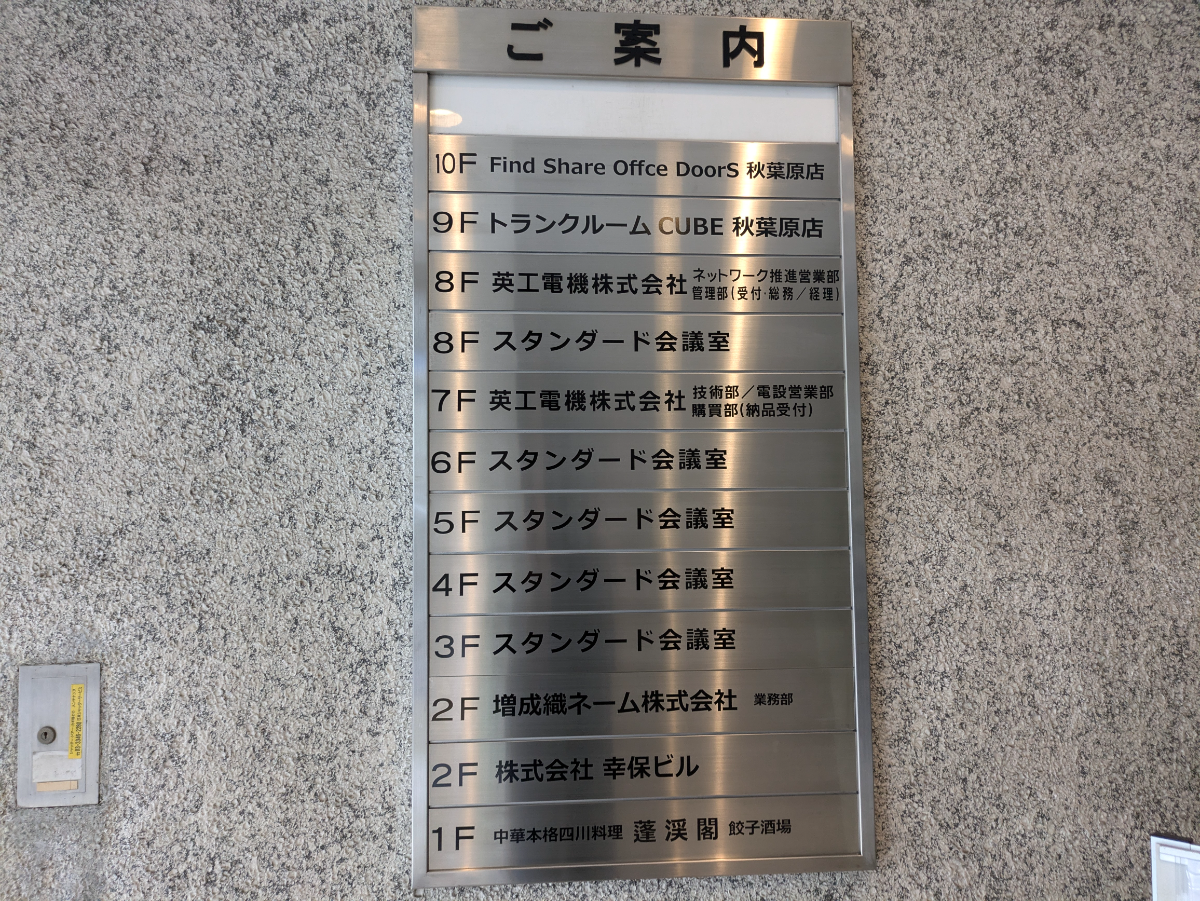 ご案内
10F Find Share Offce DoorS 秋葉原店
9F トランクルーム CUBE 秋葉原店
8F 英工電機株式会社 ネットワーク推進営業部
管理部(受付・総務/経理)
8F スタンダード会議室
7F 英工電機株式会社 技術部/電設営業部
購買部(納品受付)
6F スタンダード会議室
5F スタンダード会議室
4F スタンダード会議室
3F スタンダード会議室
2F 増成織ネーム株式会社 業務部
2F 株式会社 幸保ビル
1F 中華本格四川料理 蓬渓閣 餃子酒場